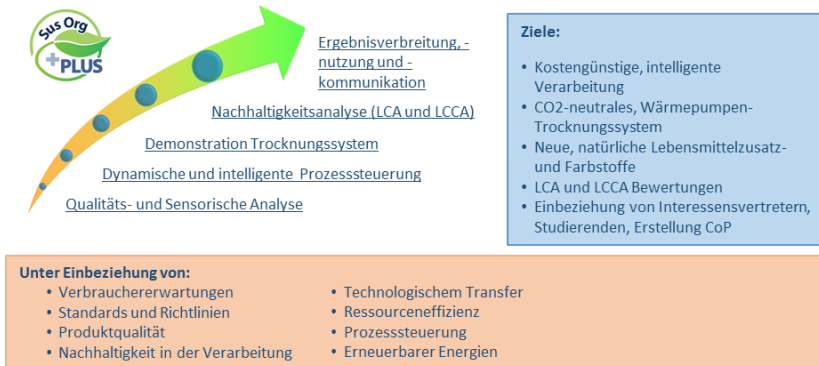 Sus Org
+PLUS
Ergebnisverbreitung, -
nutzung und -
kommunikation
Nachhaltigkeitsanalyse (LCA und LCCA)
Demonstration Trocknungssystem
Dynamische und intelligente Prozesssteuerung
Qualitäts- und Sensorische Analyse
Ziele:
• Kostengünstige, intelligente
Verarbeitung
• CO2-neutrales, Wärmepumpen-
Trocknungssystem
• Neue, natürliche Lebensmittelzusatz-
und Farbstoffe
• LCA und LCCA Bewertungen
• Einbeziehung von Interessensvertretern,
Studierenden, Erstellung CoP
Unter Einbeziehung von:
• Verbrauchererwartungen
• Standards und Richtlinien
• Produktqualität
• Nachhaltigkeit in der Verarbeitung
• Technologischem Transfer
• Ressourceneffizienz
• Prozesssteuerung
• Erneuerbarer Energien